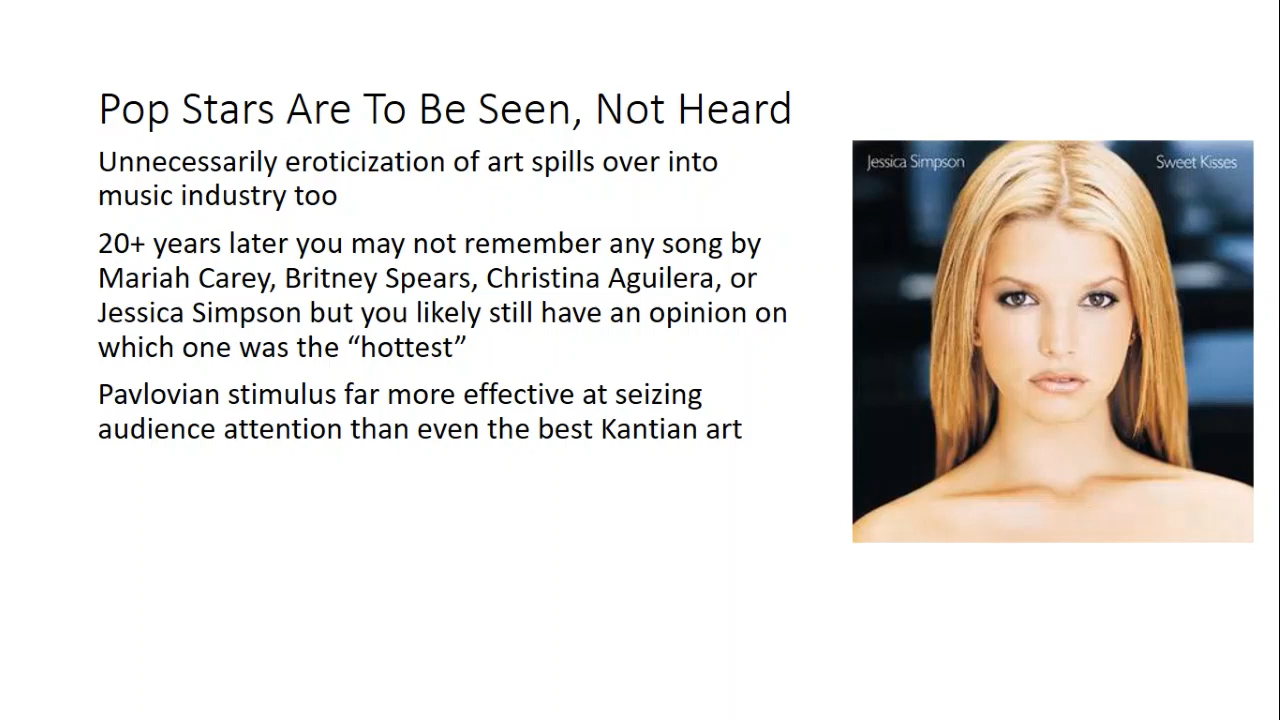 Pop Stars Are To Be Seen, Not Heard
Unnecessarily eroticization of art spills over into
music industry too
20+ years later you may not remember any song by
Mariah Carey, Britney Spears, Christina Aguilera, or
Jessica Simpson but you likely still have an opinion on
which one was the “hottest”
Pavlovian stimulus far more effective at seizing
audience attention than even the best Kantian art
Jessica Simpson
Sweet Kisses